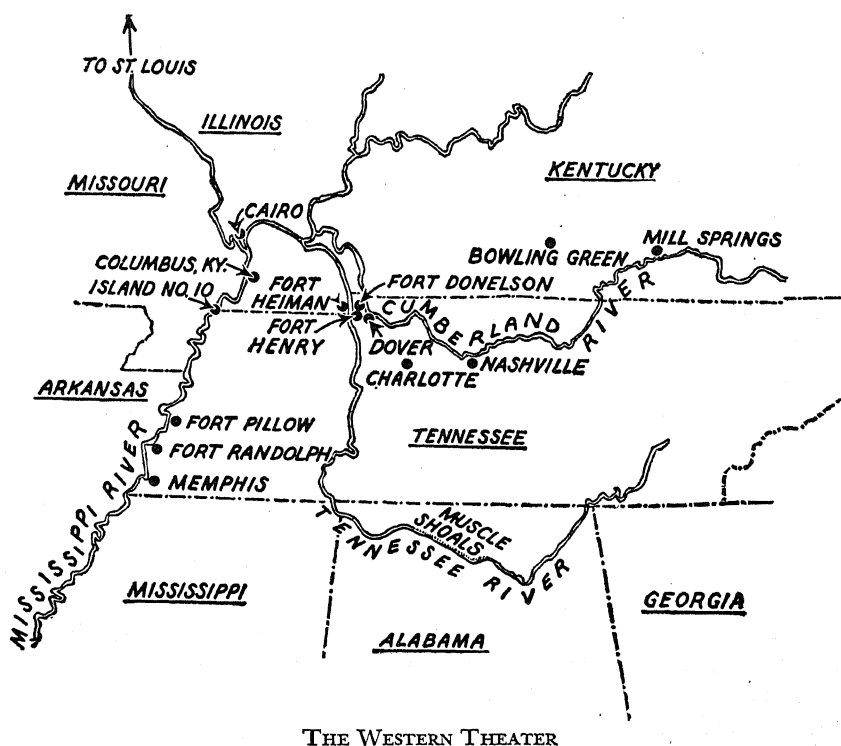 TO ST. LOUIS
ILLINOIS
MISSOURI
KENTUCKY
CAIRO
MILL SPRINGS
BOWLING GREEN
COLUMBUS, KY.
ISLAND NO. 10
FORT
HEIMAN
FORT DONELSON
CUMBERLAND
RIVER
FORT
HENRY
DOVER
NASHVILLE
CHARLOTTE
ARKANSAS
FORT PILLOW
TENNESSEE
FORT RANDOLPH
MEMPHIS
MISSISSIPPI RIVER
MUSCLE
SHOALS
TENNESSEE RIVER
MISSISSIPPI
GEORGIA
ALABAMA
THE WESTERN THEATER